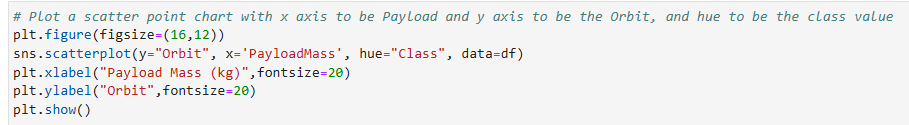 # Plot a scatter point chart with x axis to be Payload and y axis to be the Orbit, and hue to be the class value
plt.figure(figsize=(16,12))
sns.scatterplot(y="Orbit", x='PayloadMass', hue="Class", data=df)
plt.xlabel("Payload Mass (kg)",fontsize=20)
plt.ylabel("Orbit",fontsize=20)
plt.show()